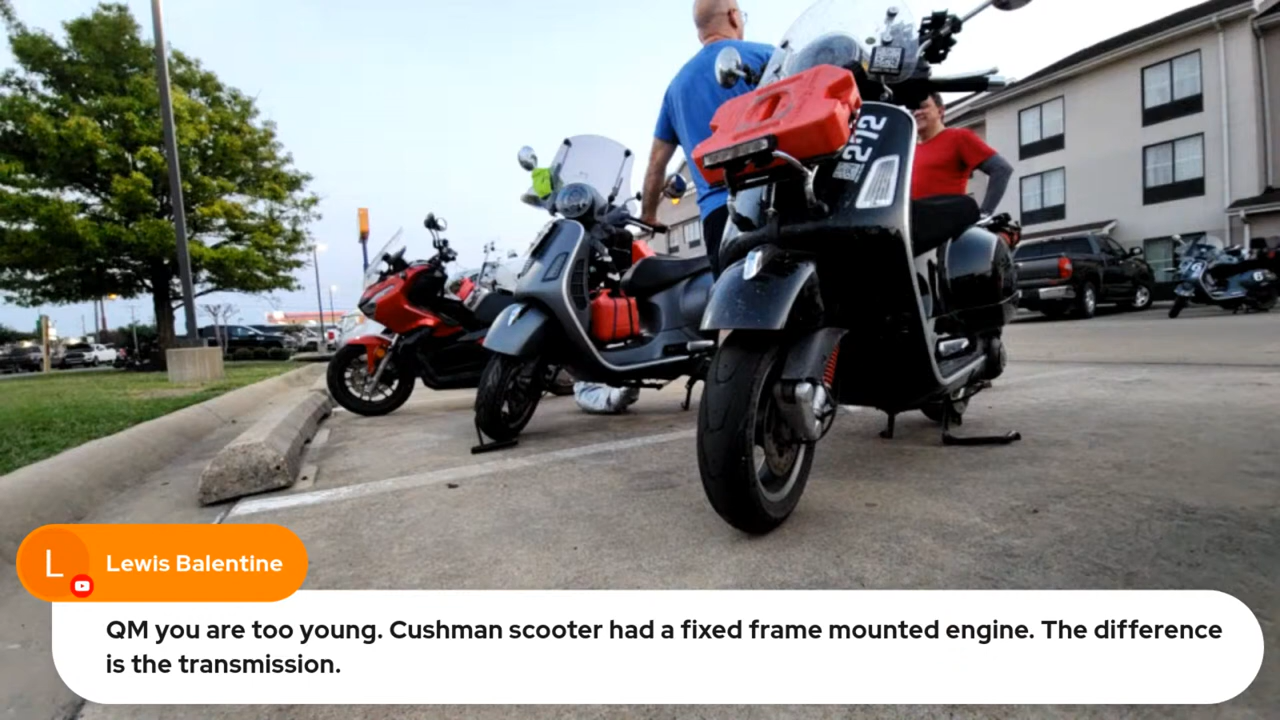 212
L
Lewis Balentine
QM you are too young. Cushman scooter had a fixed frame mounted engine. The difference
is the transmission.